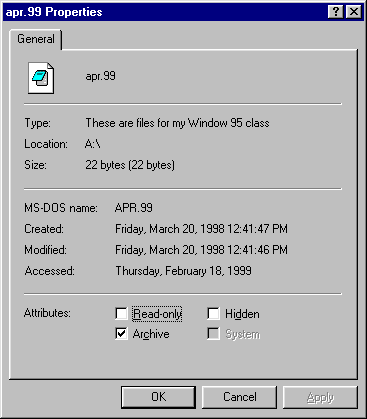 apr.99 Properties
General
apr.99
Type: These are files for my Window 95 class
Location: A:\
Size: 22 bytes (22 bytes)
MS-DOS name: APR.99
Created: Friday, March 20, 1998 12:41:47 PM
Modified: Friday, March 20, 1998 12:41:46 PM
Accessed: Thursday, February 18, 1999
Attributes: Read-only Hidden
Archive System
OK Cancel Apply